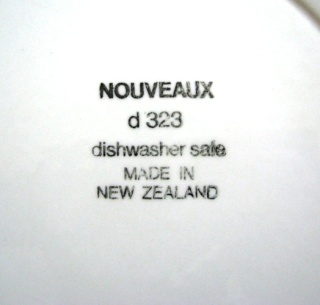 NOUVEAUX
d 323
dishwasher safe
MADE IN
NEW ZEALAND